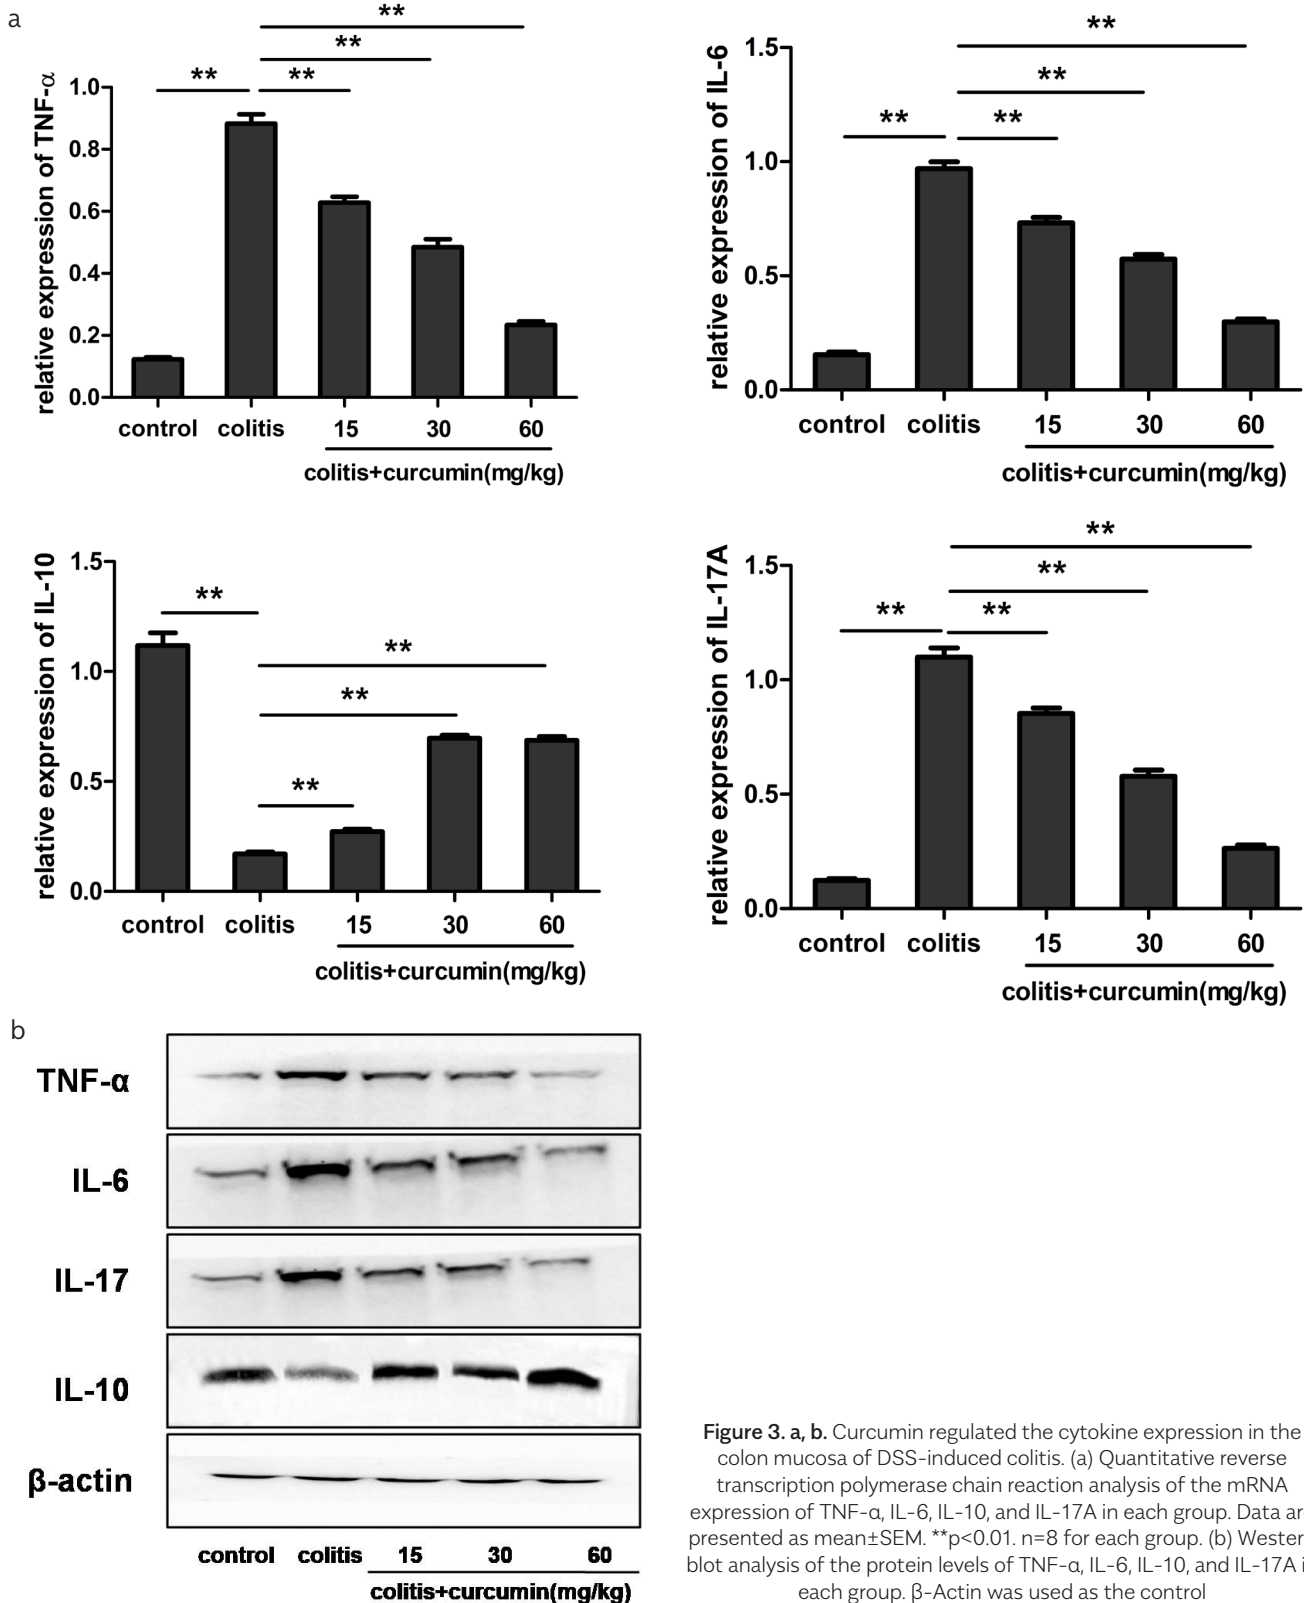 a
relative expression of TNF-α
1.0
0.8
0.6
0.4
0.2
0.0
**
**
**
**
control colitis 15 30 60
colitis+curcumin(mg/kg)
relative expression of IL-6
1.5
1.0
0.5
0.0
**
**
**
**
control colitis 15 30 60
colitis+curcumin(mg/kg)
relative expression of IL-10
1.5
1.0
0.5
0.0
**
**
**
**
control colitis 15 30 60
colitis+curcumin(mg/kg)
relative expression of IL-17A
1.5
1.0
0.5
0.0
**
**
**
**
control colitis 15 30 60
colitis+curcumin(mg/kg)
b
TNF-α
IL-6
IL-17
IL-10
β-actin
control colitis 15 30 60
colitis+curcumin(mg/kg)
Figure 3. a, b. Curcumin regulated the cytokine expression in the
colon mucosa of DSS-induced colitis. (a) Quantitative reverse
transcription polymerase chain reaction analysis of the mRNA
expression of TNF-α, IL-6, IL-10, and IL-17A in each group. Data are
presented as mean±SEM. **p<0.01. n=8 for each group. (b) Wester
blot analysis of the protein levels of TNF-α, IL-6, IL-10, and IL-17A i
each group. β-Actin was used as the control